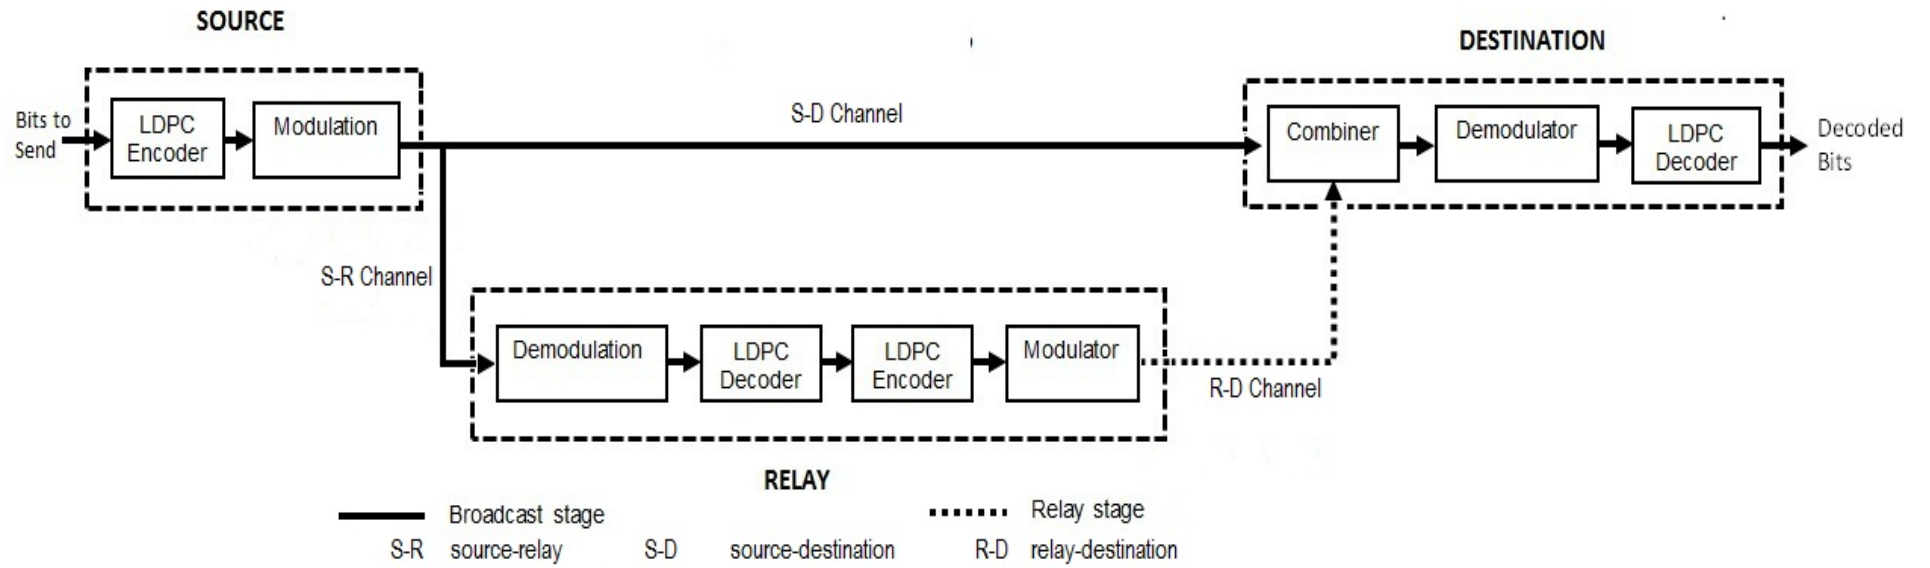 SOURCE
DESTINATION
Bits to
Send
LDPC
Encoder
Modulation
S-D Channel
Combiner
Demodulator
LDPC
Decoder
Decoded
Bits
S-R Channel
Demodulation
LDPC
Decoder
LDPC
Encoder
Modulator
R-D Channel
RELAY
Broadcast stage
Relay stage
S-R source-relay S-D source-destination R-D relay-destination